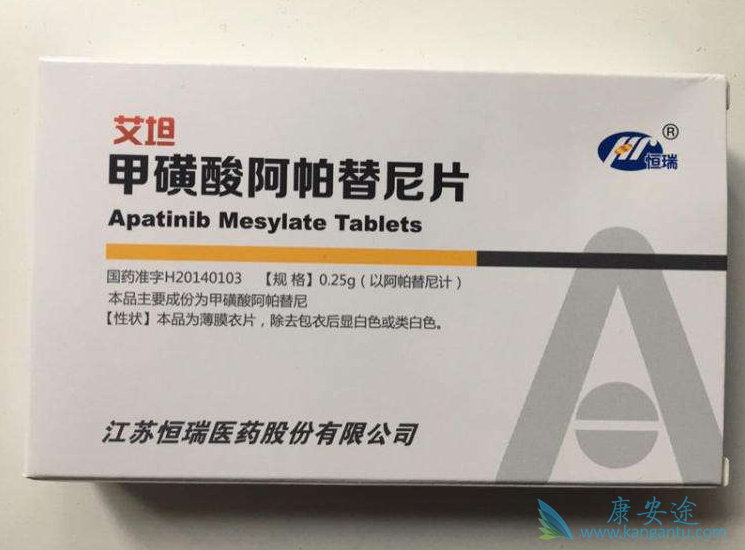 艾坦
甲磺酸阿帕替尼片
Apatinib Mesylate Tablets
HR
恒瑞
®
国药准字H20140103 【规 格】0.25g（以阿帕替尼计）
本品主要成份为甲磺酸阿帕替尼
【性状】本品为薄膜衣片，除去包衣后显白色或类白色。
江苏恒瑞医药股份有限公司
康安途
www.kangantu.com